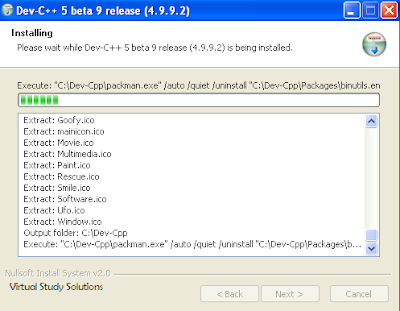 Dev-C++ 5 beta 9 release (4.9.9.2)
Installing
Please wait while Dev-C++ 5 beta 9 release (4.9.9.2) is being installed.
Execute: "C:\Dev-Cpp\packman.exe" /auto /quiet /uninstall "C:\Dev-Cpp\Packages\binutils.en
Extract: Goofy.ico
Extract: mainicon.ico
Extract: Movie.ico
Extract: Multimedia.ico
Extract: Paint.ico
Extract: Rescue.ico
Extract: Smile.ico
Extract: Software.ico
Extract: Ufo.ico
Extract: Window.ico
Output folder: C:\Dev-Cpp
Execute: "C:\Dev-Cpp\packman.exe" /auto /quiet /uninstall "C:\Dev-Cpp\Packages\b...
Nullsoft Install System v2.0
Virtual Study Solutions
< Back
Next >
Cancel